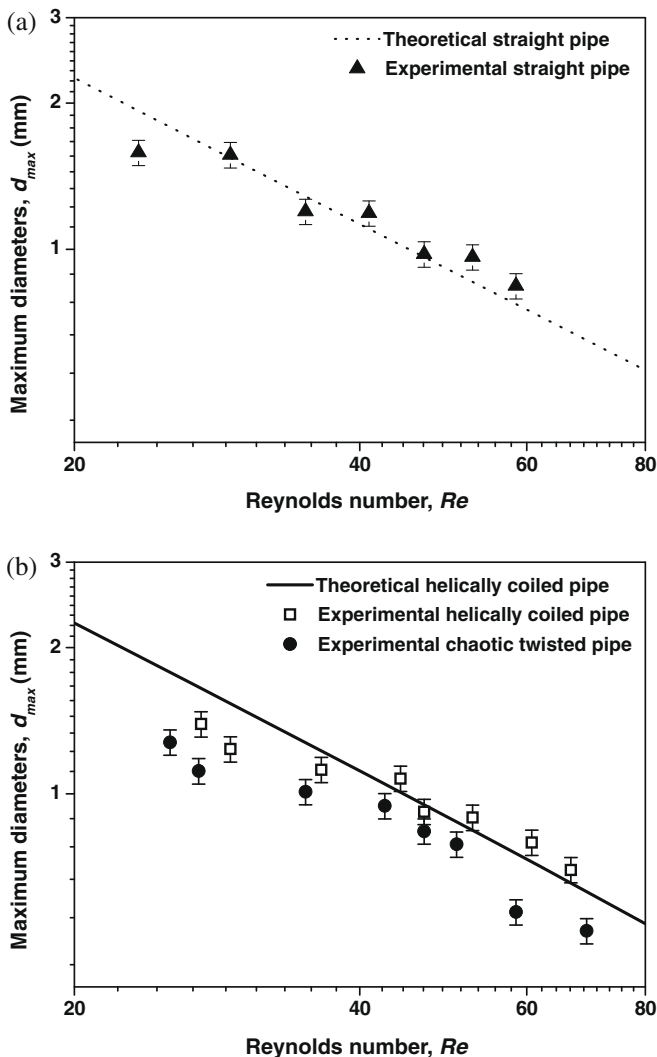 (a)
3
2
1
Maximum diameters, d_max (mm)
Theoretical straight pipe
Experimental straight pipe
20
40
60
80
Reynolds number, Re
(b)
3
2
1
Maximum diameters, d_max (mm)
Theoretical helically coiled pipe
Experimental helically coiled pipe
Experimental chaotic twisted pipe
20
40
60
80
Reynolds number, Re